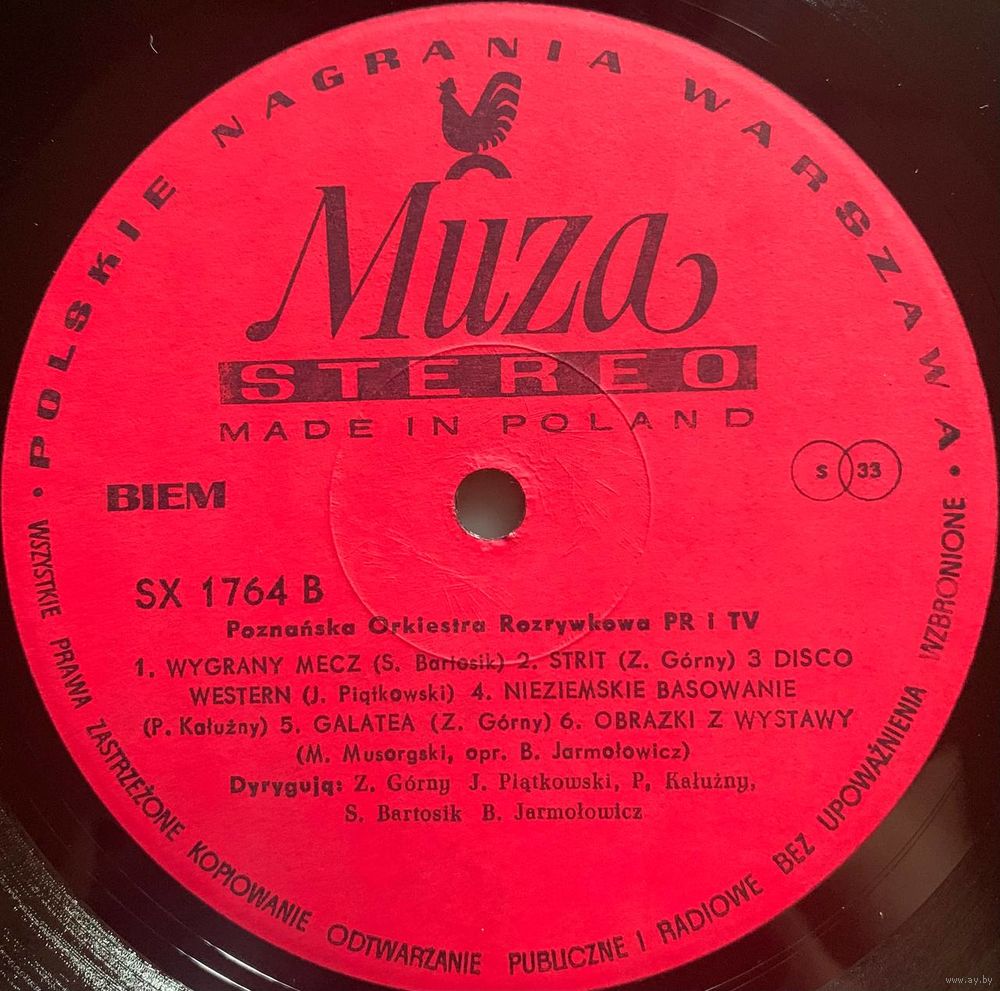 • POLSKIE NAGRANIA WARSZAWA •
Muza
STEREO
MADE IN POLAND
BIEM
S 33
SX 1764 B
Poznańska Orkiestra Rozrywkowa PR i TV
1. WYGRANY MECZ (S. Bartosik) 2. STRIT (Z. Górny) 3 DISCO
WESTERN (J. Piątkowski) 4. NIEZIEMSKIE BASOWANIE
(P. Kałużny) 5. GALATEA (Z. Górny) 6. OBRAZKI Z WYSTAWY
(M. Musorgski, opr. B. Jarmołowicz)
Dyrygują: Z. Górny J. Piątkowski, P. Kałużny,
S. Bartosik B. Jarmołowicz
WSZYSTKIE PRAWA ZASTRZEŻONE KOPIOWANIE ODTWARZANIE PUBLICZNE I RADIOWE BEZ UPOWAŻNIENIA WZBRONIONE
www.ay.by